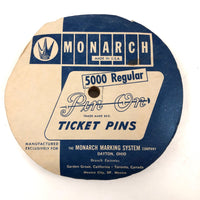 MONARCH
MADE IN U.S.A.
5000 Regular
Pin On
TRADE MARK REG.
TICKET PINS
MANUFACTURED
EXCLUSIVELY FOR
THE MONARCH MARKING SYSTEM COMPANY
DAYTON, OHIO
Branch Factories
Garden Grove, California - Toronto, Canada
Mexico City, DF, Mexico